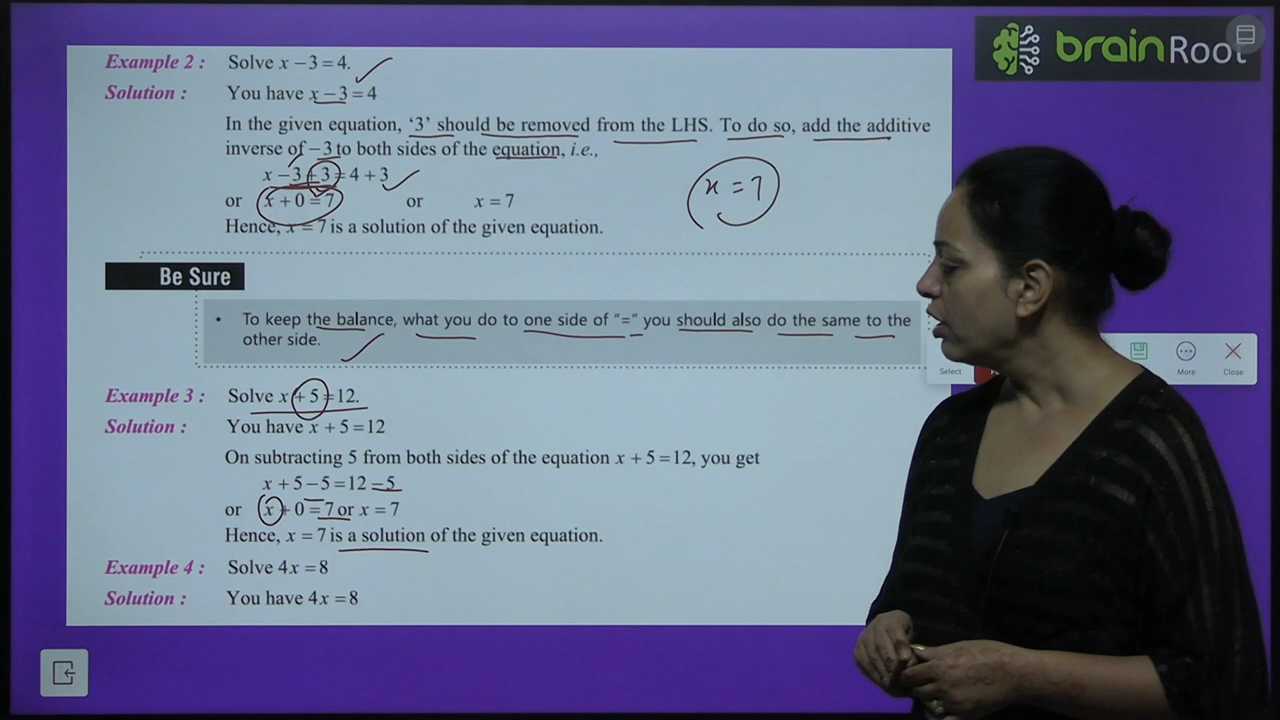 brainRoot
Example 2 : Solve x − 3 = 4.
Solution : You have x − 3 = 4
In the given equation, ‘3’ should be removed from the LHS. To do so, add the additive
inverse of −3 to both sides of the equation, i.e.,
x − 3 + 3 = 4 + 3
or x + 0 = 7 or x = 7
x = 7
Hence, x = 7 is a solution of the given equation.
Be Sure
• To keep the balance, what you do to one side of "=" you should also do the same to the
other side.
Select
More
Close
Example 3 : Solve x + 5 = 12.
Solution : You have x + 5 = 12
On subtracting 5 from both sides of the equation x + 5 = 12, you get
x + 5 − 5 = 12 − 5
or x + 0 = 7 or x = 7
Hence, x = 7 is a solution of the given equation.
Example 4 : Solve 4x = 8
Solution : You have 4x = 8